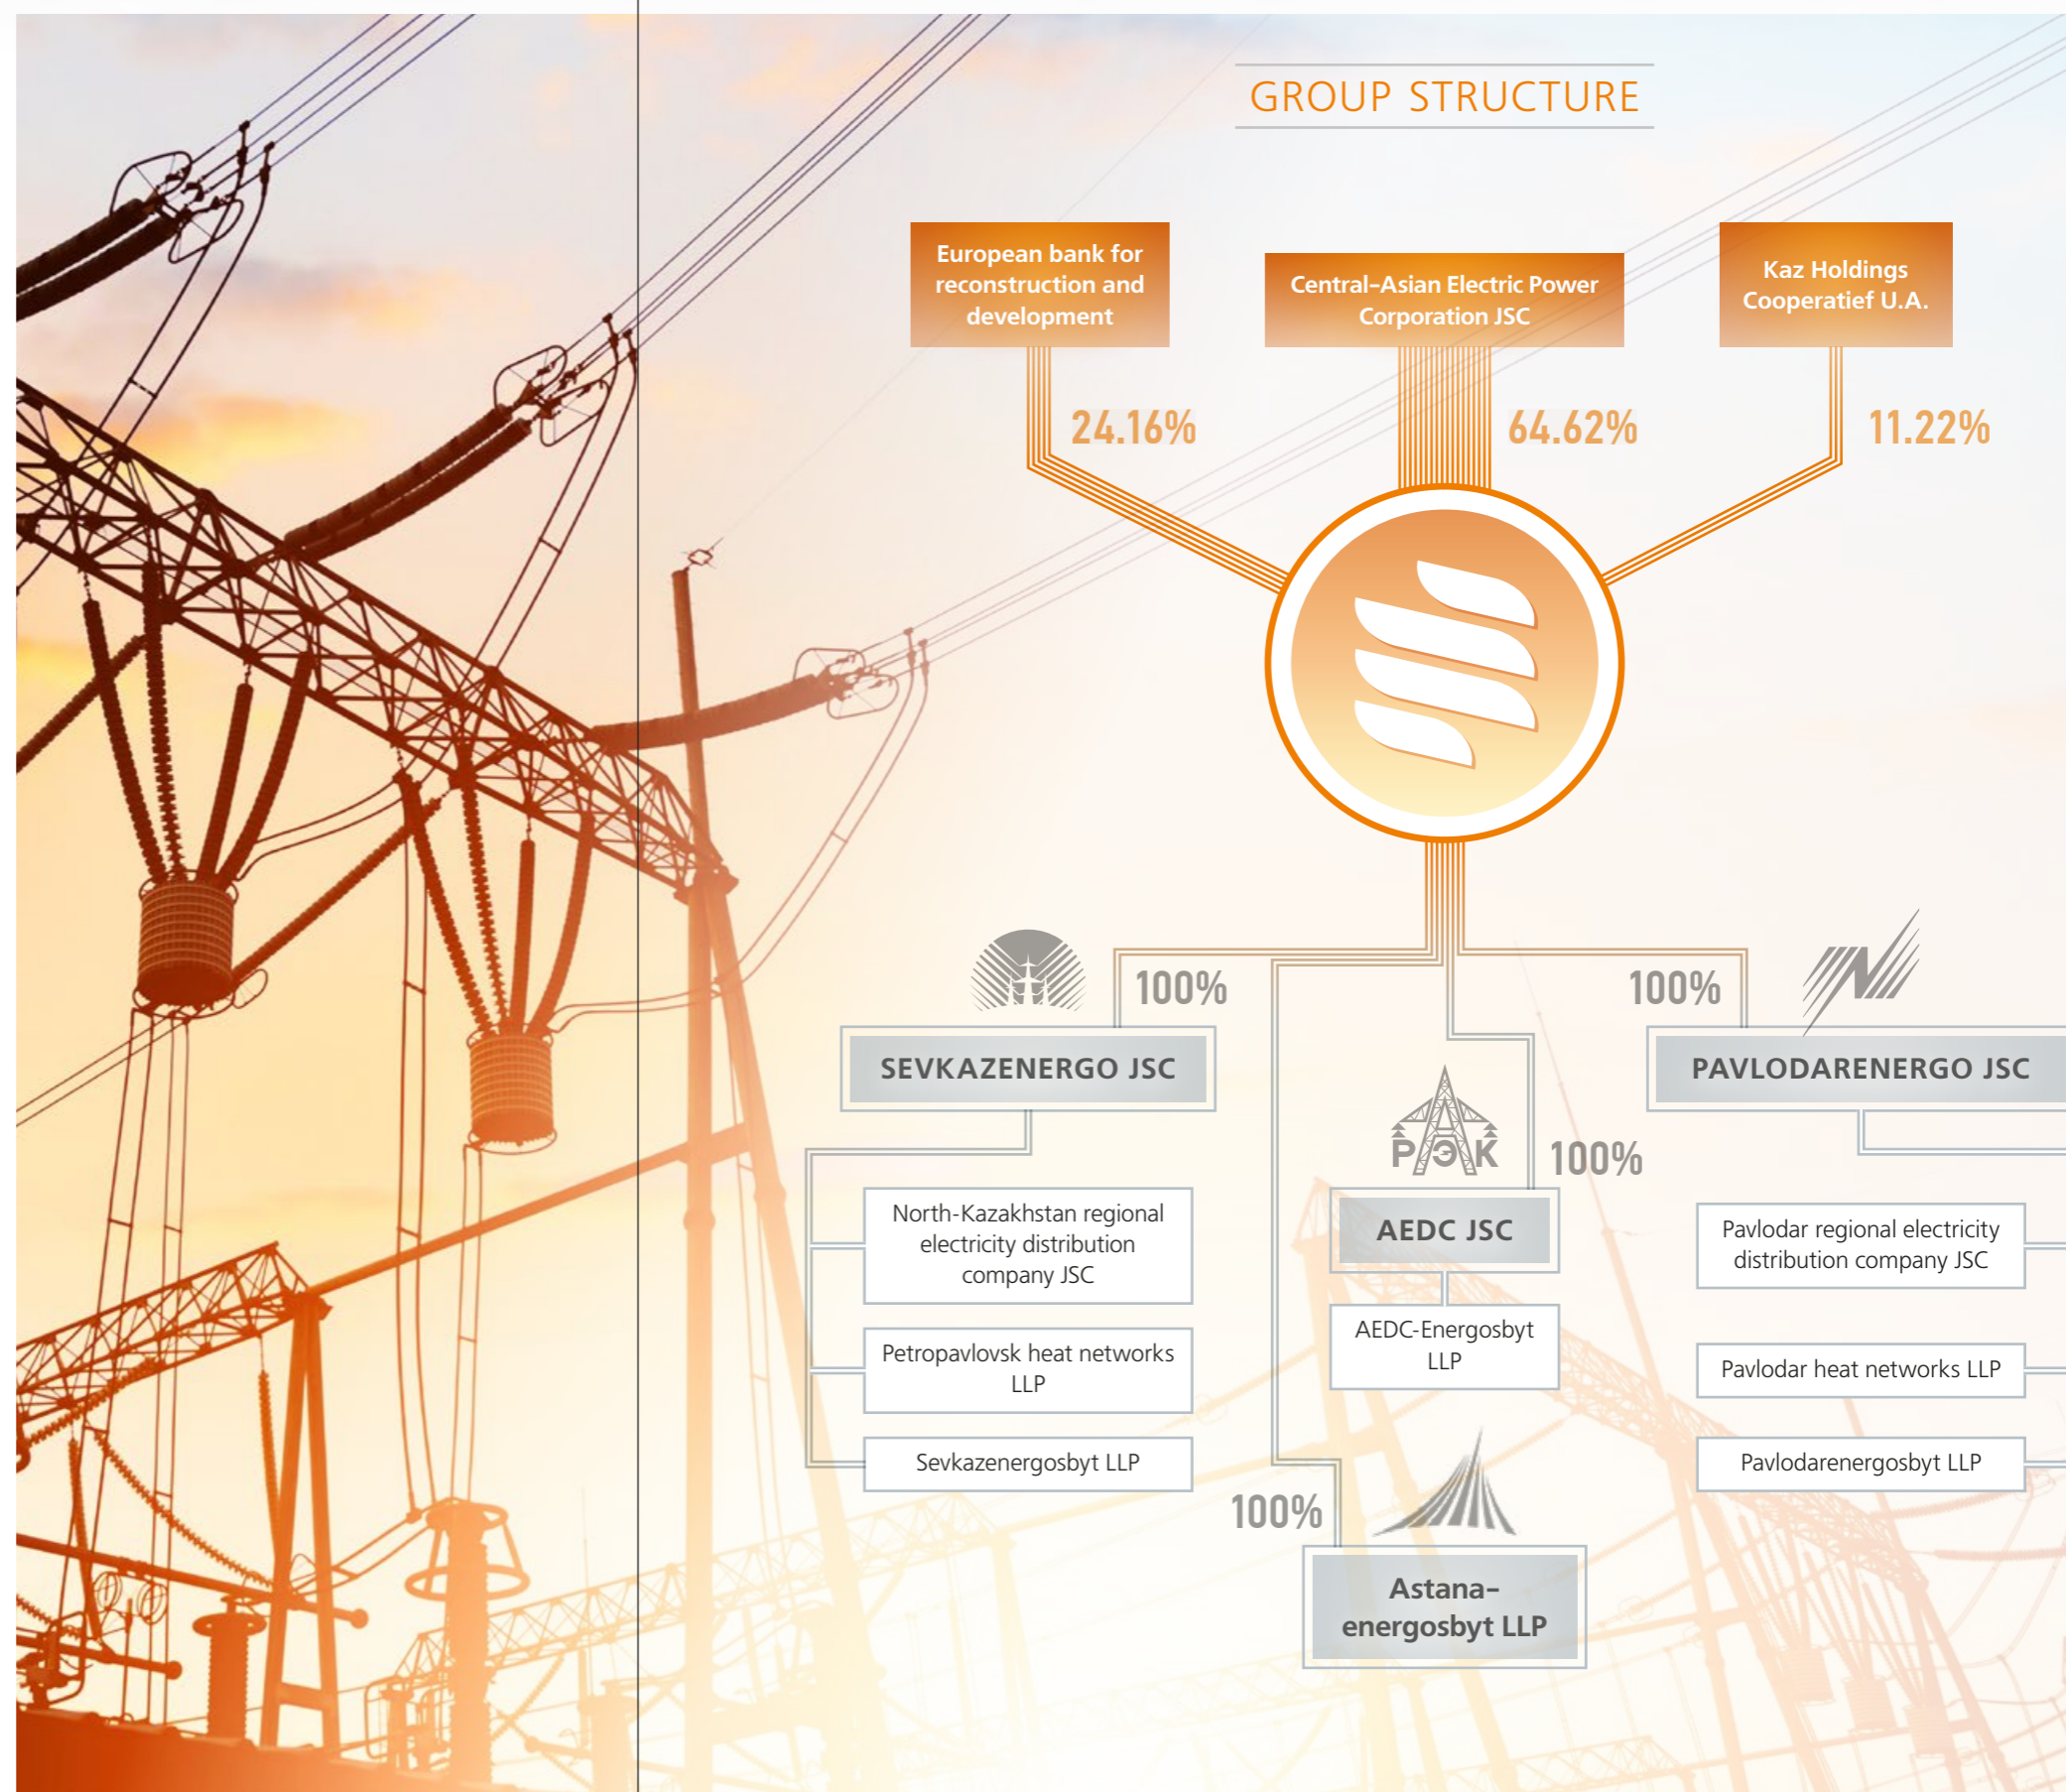 GROUP STRUCTURE
European bank for
reconstruction and
development
Central-Asian Electric Power
Corporation JSC
Kaz Holdings
Cooperatief U.A.
24.16%
64.62%
11.22%
100%
100%
SEVKAZENERGO JSC
PAVLODARENERGO JSC
РЭК
100%
AEDC JSC
North-Kazakhstan regional
electricity distribution
company JSC
Pavlodar regional electricity
distribution company JSC
AEDC-Energosbyt
LLP
Petropavlovsk heat networks
LLP
Pavlodar heat networks LLP
Sevkazenergosbyt LLP
Pavlodarenergosbyt LLP
100%
Astana-
energosbyt LLP